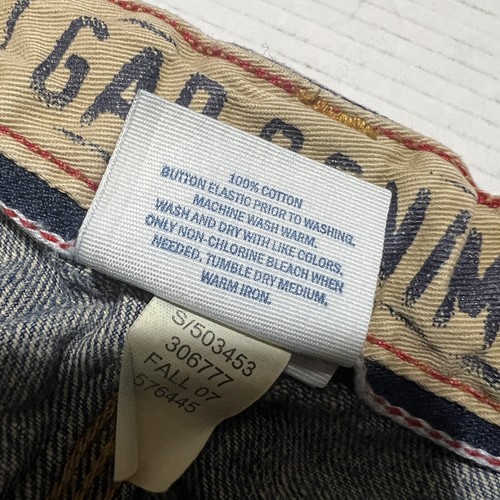 GAP DENIM
100% COTTON
BUTTON ELASTIC PRIOR TO WASHING,
MACHINE WASH WARM.
WASH AND DRY WITH LIKE COLORS,
ONLY NON-CHLORINE BLEACH WHEN
NEEDED, TUMBLE DRY MEDIUM,
WARM IRON.
S/503453
306777
FALL 07
576445